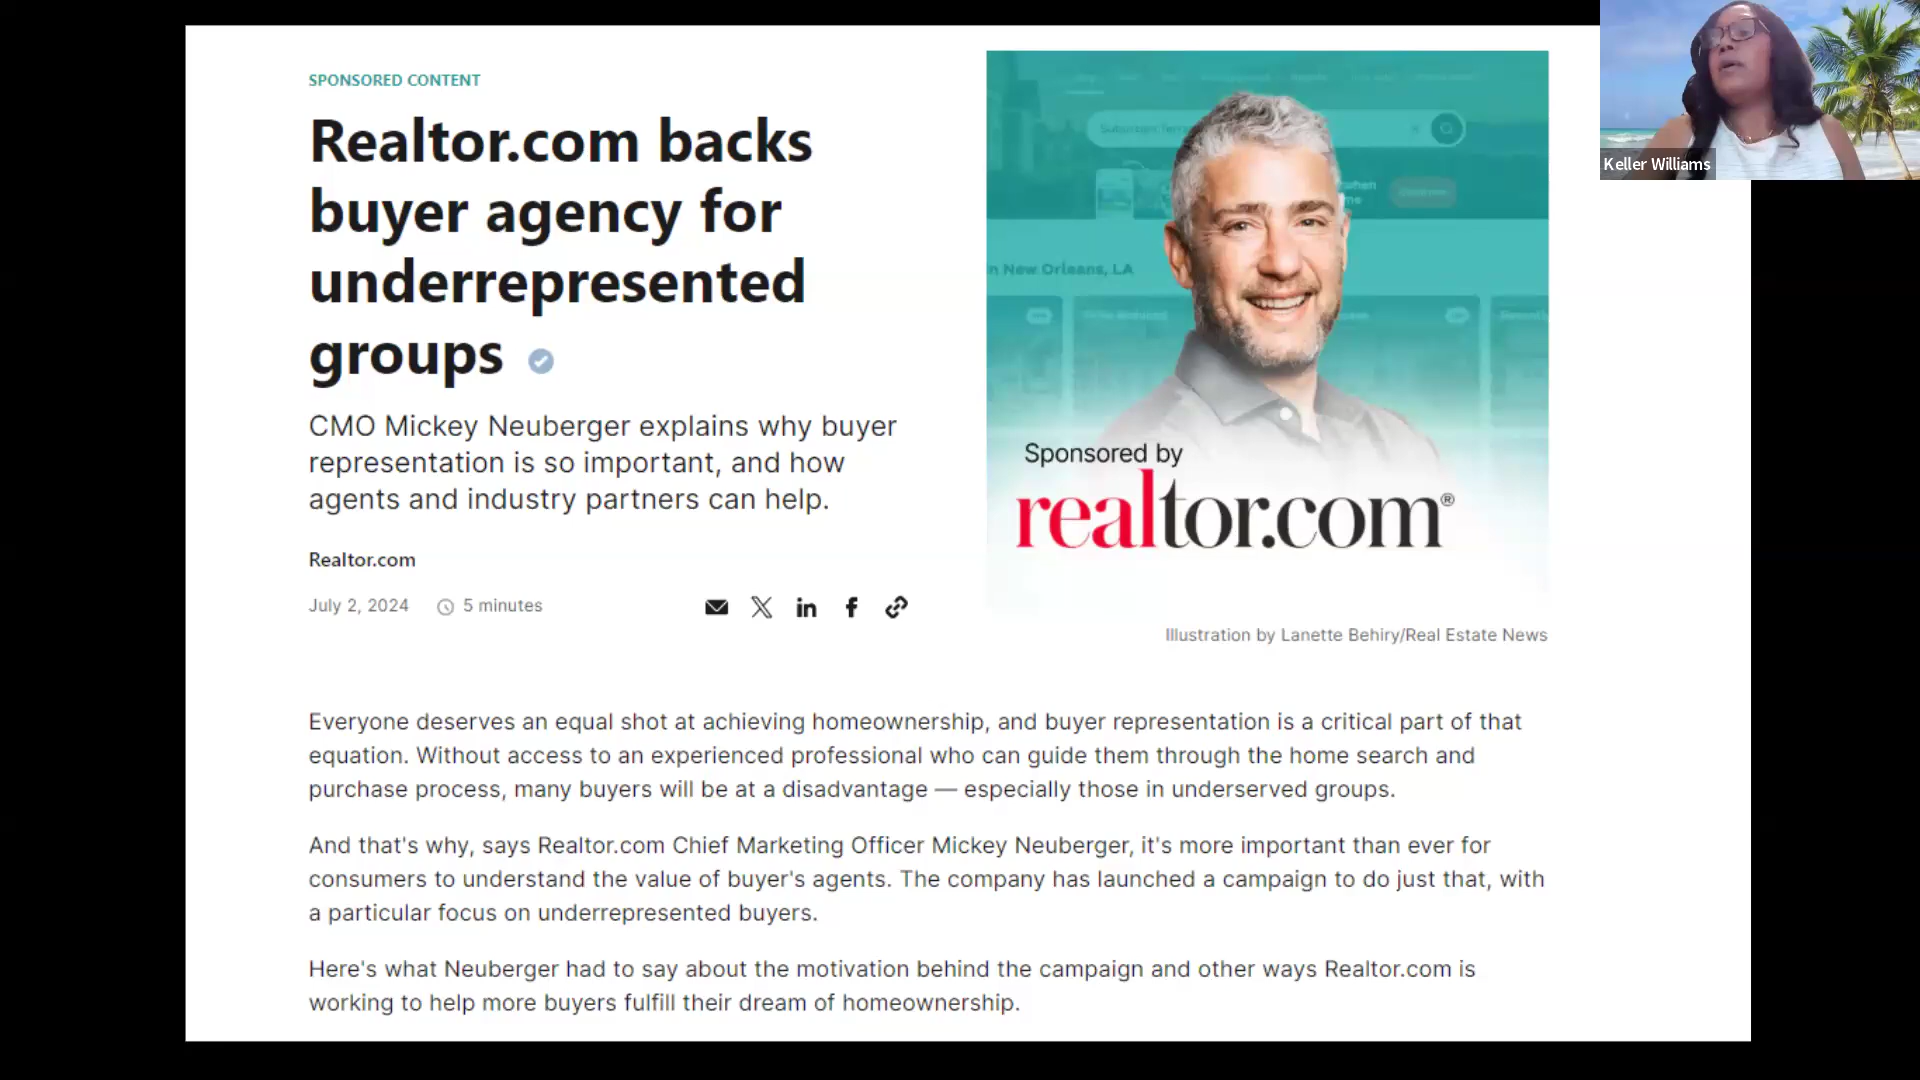 SPONSORED CONTENT
Realtor.com backs
buyer agency for
underrepresented
groups
CMO Mickey Neuberger explains why buyer
representation is so important, and how
agents and industry partners can help.
Realtor.com
July 2, 2024 5 minutes
in New Orleans, LA
Sponsored by
realtor.com®
Illustration by Lanette Behiry/Real Estate News
Everyone deserves an equal shot at achieving homeownership, and buyer representation is a critical part of that
equation. Without access to an experienced professional who can guide them through the home search and
purchase process, many buyers will be at a disadvantage — especially those in underserved groups.
And that's why, says Realtor.com Chief Marketing Officer Mickey Neuberger, it's more important than ever for
consumers to understand the value of buyer's agents. The company has launched a campaign to do just that, with
a particular focus on underrepresented buyers.
Here's what Neuberger had to say about the motivation behind the campaign and other ways Realtor.com is
working to help more buyers fulfill their dream of homeownership.
Keller Williams